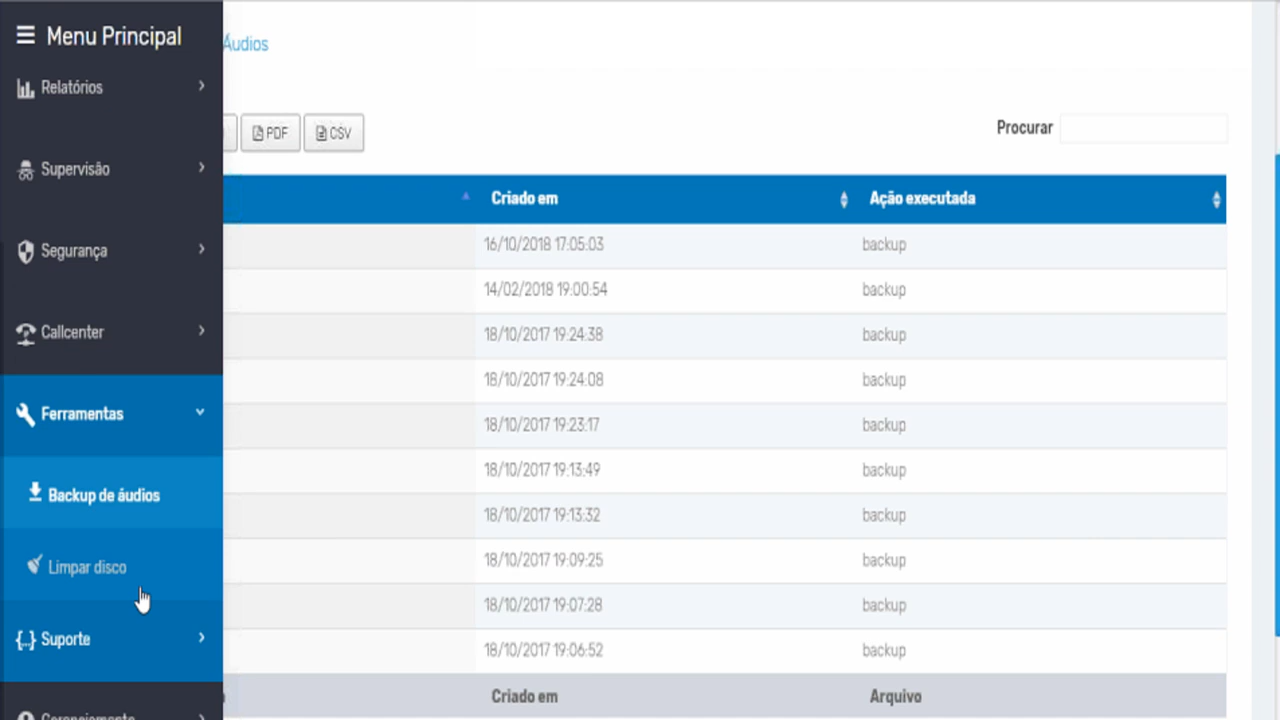 Menu Principal
Relatórios
Supervisão
Segurança
Callcenter
Ferramentas
Backup de áudios
Limpar disco
Suporte
Áudios
PDF
CSV
Procurar
Criado em Ação executada
16/10/2018 17:05:03 backup
14/02/2018 19:00:54 backup
18/10/2017 19:24:38 backup
18/10/2017 19:24:08 backup
18/10/2017 19:23:17 backup
18/10/2017 19:13:49 backup
18/10/2017 19:13:32 backup
18/10/2017 19:09:25 backup
18/10/2017 19:07:28 backup
18/10/2017 19:06:52 backup
Criado em Arquivo